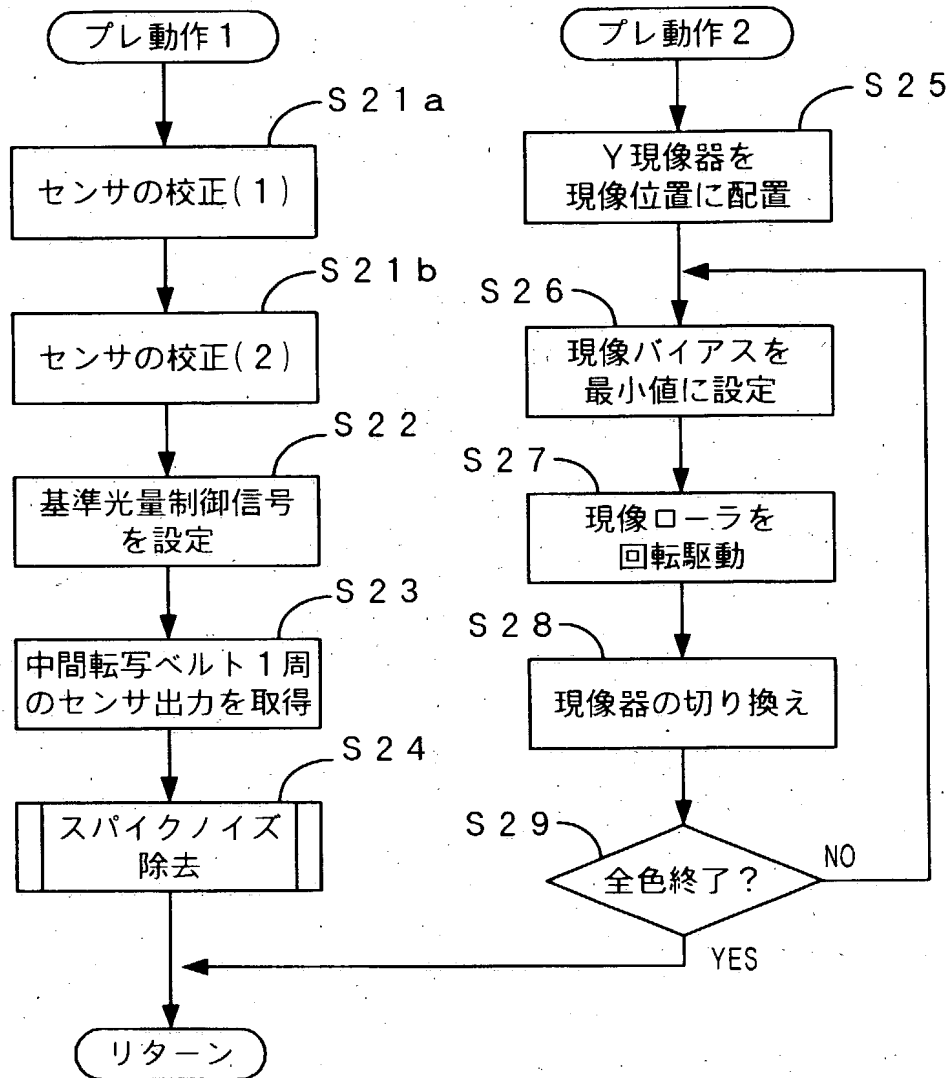 プレ動作1
S21a
センサの校正(1)
S21b
センサの校正(2)
S22
基準光量制御信号
を設定
S23
中間転写ベルト1周
のセンサ出力を取得
S24
スパイクノイズ
除去
プレ動作2
S25
Y現像器を
現像位置に配置
S26
現像バイアスを
最小値に設定
S27
現像ローラを
回転駆動
S28
現像器の切り換え
S29
全色終了?
NO
YES
リターン